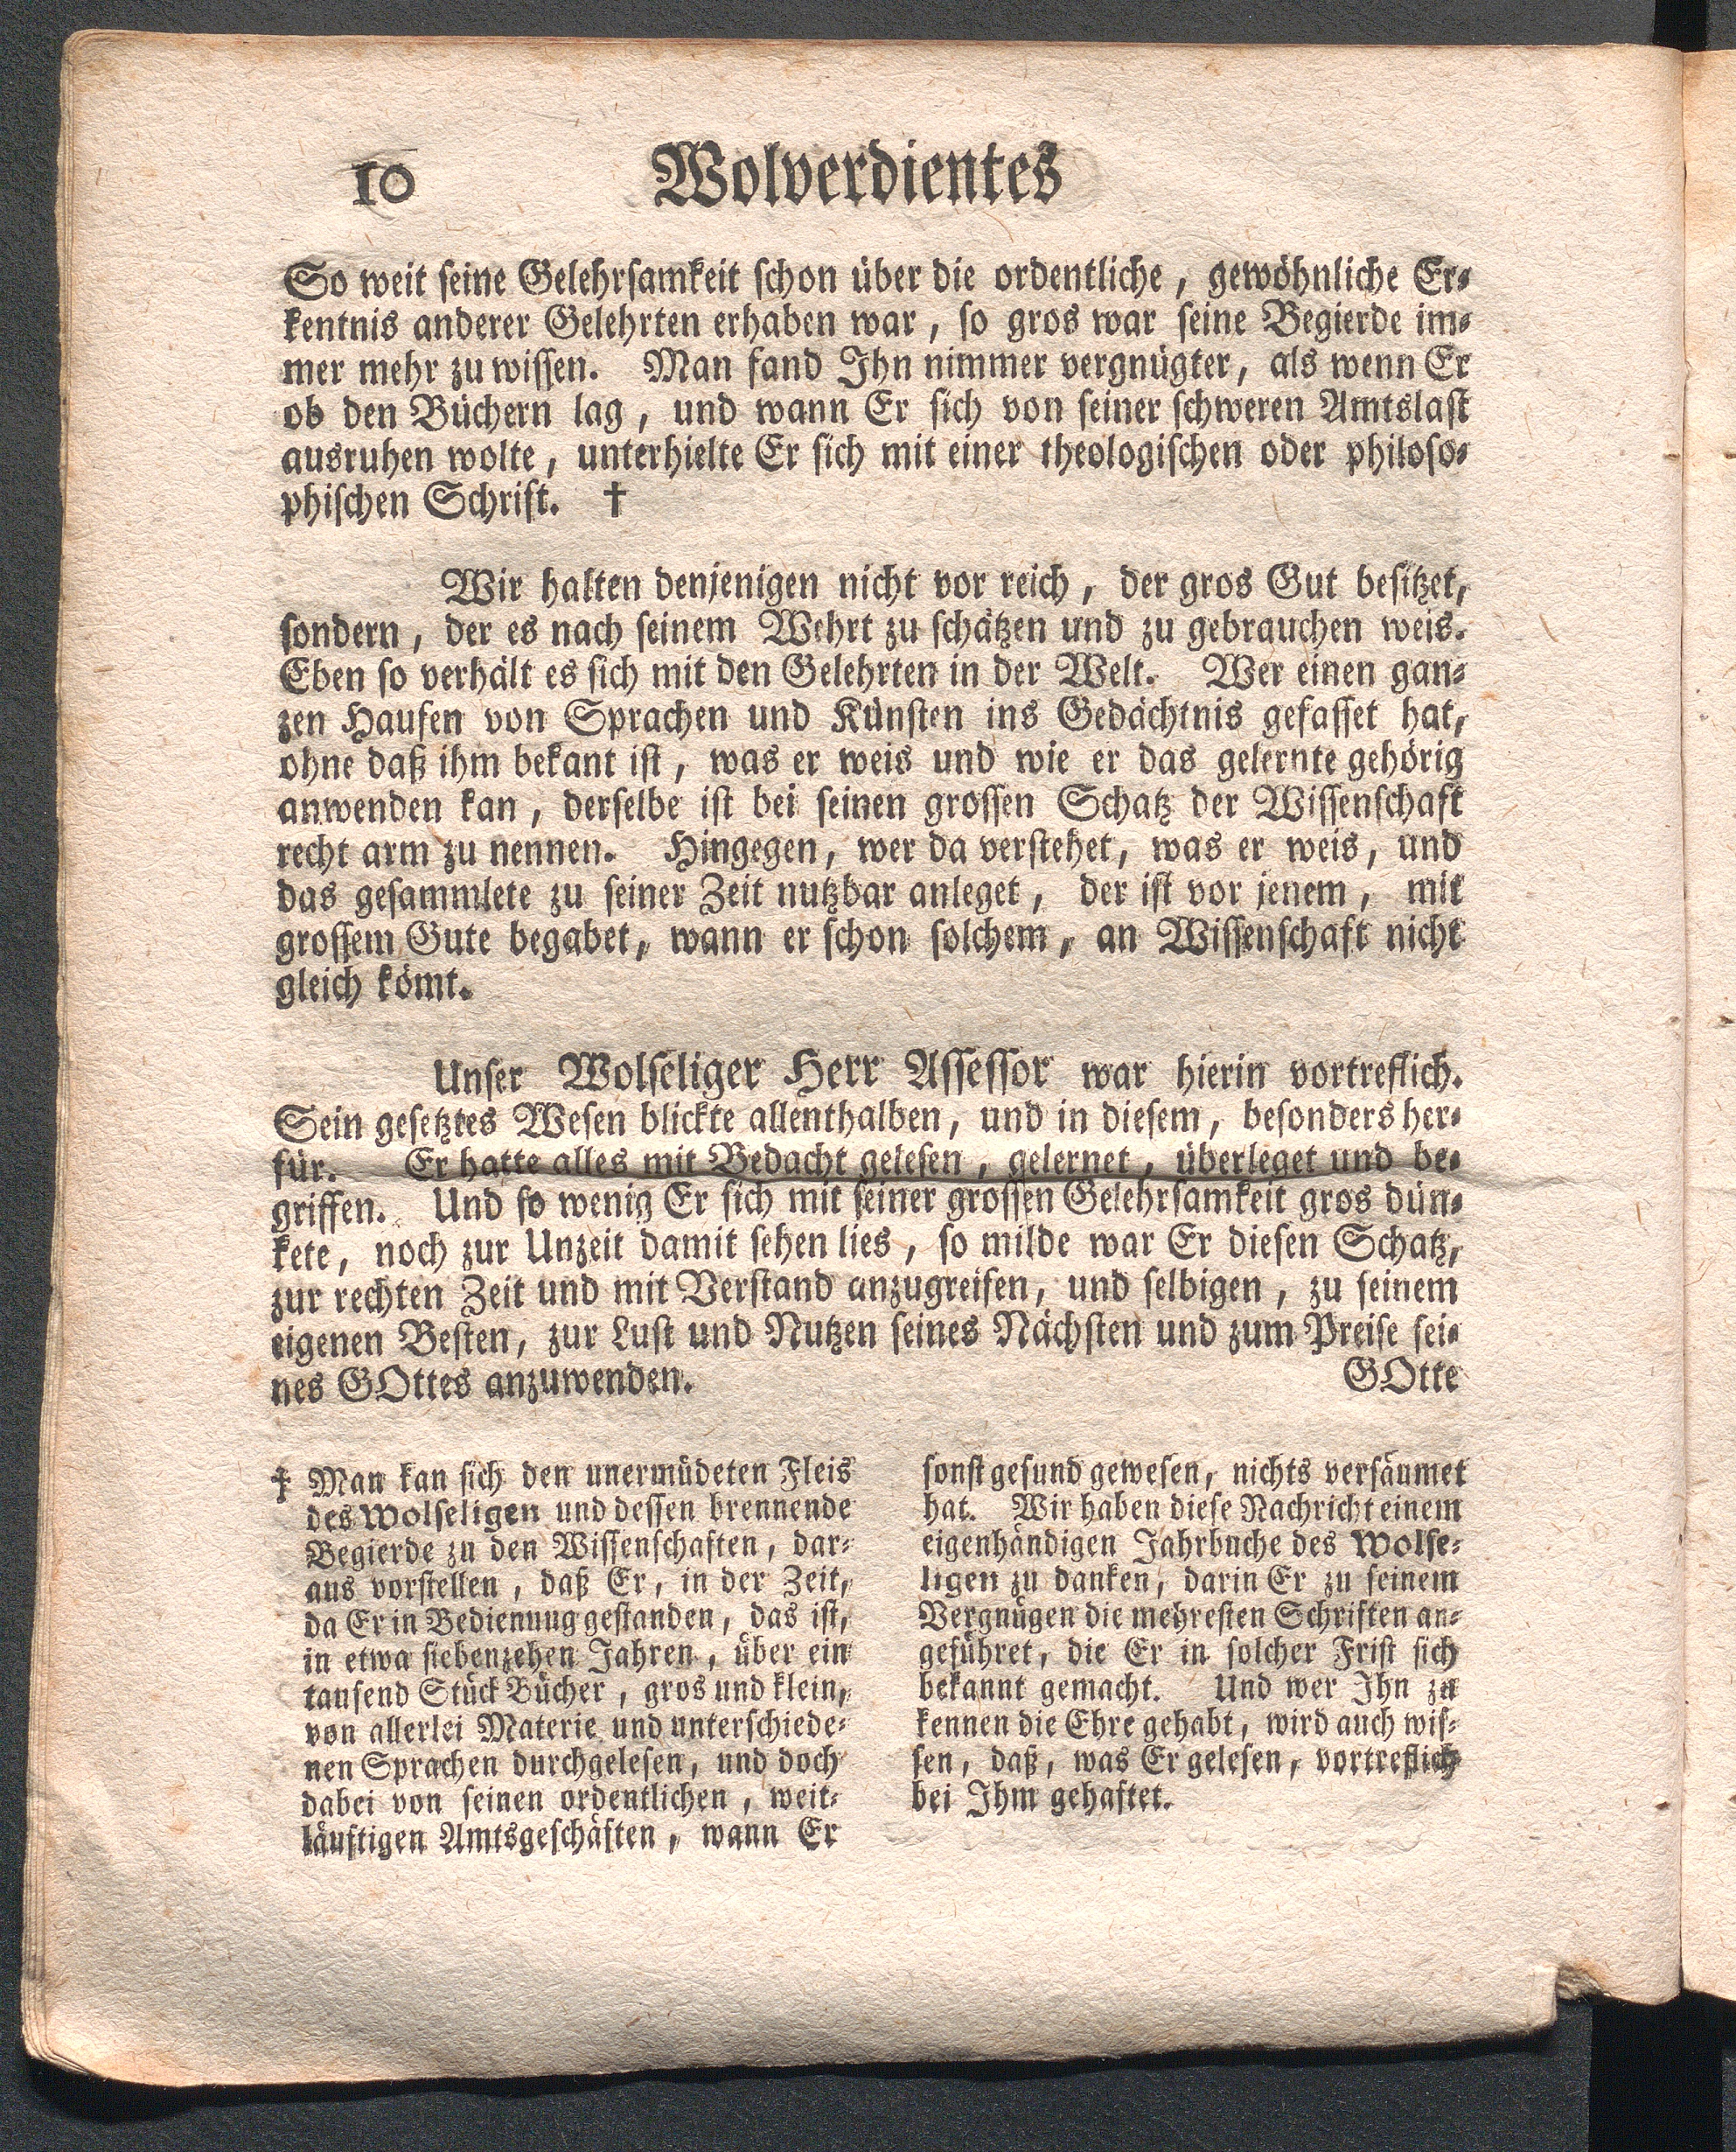 10 Wolverdientes
So weit seine Gelehrsamkeit schon über die ordentliche, gewöhnliche Er-
kentnis anderer Gelehrten erhaben war, so gros war seine Begierde im-
mer mehr zu wissen. Man fand Ihn nimmer vergnügter, als wenn Er
ob den Büchern lag, und wann Er sich von seiner schweren Amtslast
ausruhen wolte, unterhielte Er sich mit einer theologischen oder philoso-
phischen Schrift. †
Wir halten denjenigen nicht vor reich, der gros Gut besitzet,
sondern, der es nach seinem Wehrt zu schätzen und zu gebrauchen weis.
Eben so verhält es sich mit den Gelehrten in der Welt. Wer einen gan-
zen Haufen von Sprachen und Künsten ins Gedächtnis gefasset hat,
ohne daß ihm bekant ist, was er weis und wie er das gelernte gehörig
anwenden kan, derselbe ist bei seinen grossen Schatz der Wissenschaft
recht arm zu nennen. Hingegen, wer da verstehet, was er weis, und
das gesammlete zu seiner Zeit nutzbar anleget, der ist vor jenem, mit
grossem Gute begabet, wann er schon solchem, an Wissenschaft nicht
gleich kömt.
Unser Wolseliger Herr Assessor war hierin vortreflich.
Sein gesetztes Wesen blickte allenthalben, und in diesem, besonders her-
für. Er hatte alles mit Bedacht gelesen, gelernet, überleget und be-
griffen. Und so wenig Er sich mit seiner grossen Gelehrsamkeit gros dün-
kete, noch zur Unzeit damit sehen lies, so milde war Er diesen Schatz,
zur rechten Zeit und mit Verstand anzugreifen, und selbigen, zu seinem
eigenen Besten, zur Lust und Nutzen seines Nächsten und zum Preise sei-
nes GOttes anzuwenden. GOtte
† Man kan sich den unermüdeten Fleis
des Wolseligen und dessen brennende
Begierde zu den Wissenschaften, dar-
aus vorstellen, daß Er, in der Zeit,
da Er in Bedienung gestanden, das ist,
in etwa siebenzehen Jahren, über ein
tausend Stück Bücher, gros und klein,
von allerlei Materie und unterschiede-
nen Sprachen durchgelesen, und doch
dabei von seinen ordentlichen, weit-
läuftigen Amtsgeschäften, wann Er
sonst gesund gewesen, nichts versäumet
hat. Wir haben diese Nachricht einem
eigenhändigen Jahrbuche des Wolse-
ligen zu danken, darin Er zu seinem
Vergnügen die mehresten Schriften an-
geführet, die Er in solcher Frist sich
bekannt gemacht. Und wer Ihn zu
kennen die Ehre gehabt, wird auch wis-
sen, daß, was Er gelesen, vortreflich
bei Ihm gehaftet.